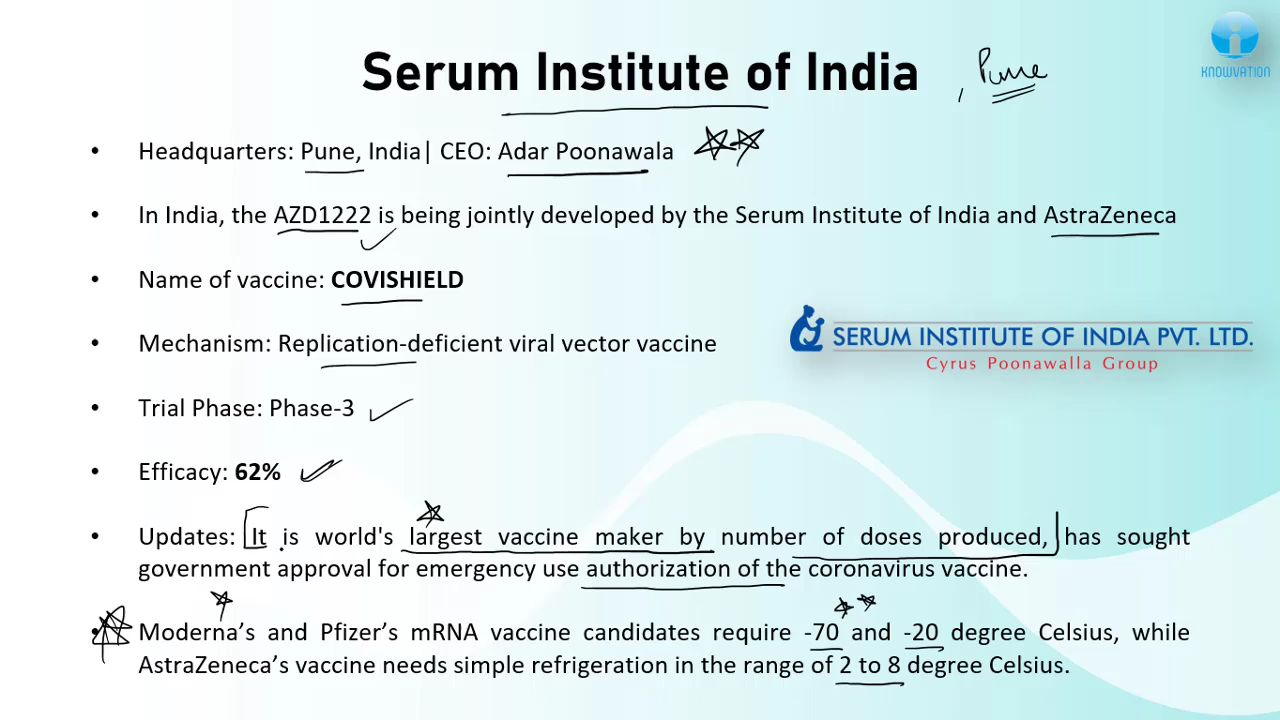 Serum Institute of India , Pune
KNOWVATION
• Headquarters: Pune, India| CEO: Adar Poonawala
• In India, the AZD1222 is being jointly developed by the Serum Institute of India and AstraZeneca
• Name of vaccine: COVISHIELD
SERUM INSTITUTE OF INDIA PVT. LTD.
Cyrus Poonawalla Group
• Mechanism: Replication-deficient viral vector vaccine
• Trial Phase: Phase-3
• Efficacy: 62%
• Updates: [It is world's largest vaccine maker by number of doses produced,] has sought
government approval for emergency use authorization of the coronavirus vaccine.
• Moderna’s and Pfizer’s mRNA vaccine candidates require -70 and -20 degree Celsius, while
AstraZeneca’s vaccine needs simple refrigeration in the range of 2 to 8 degree Celsius.